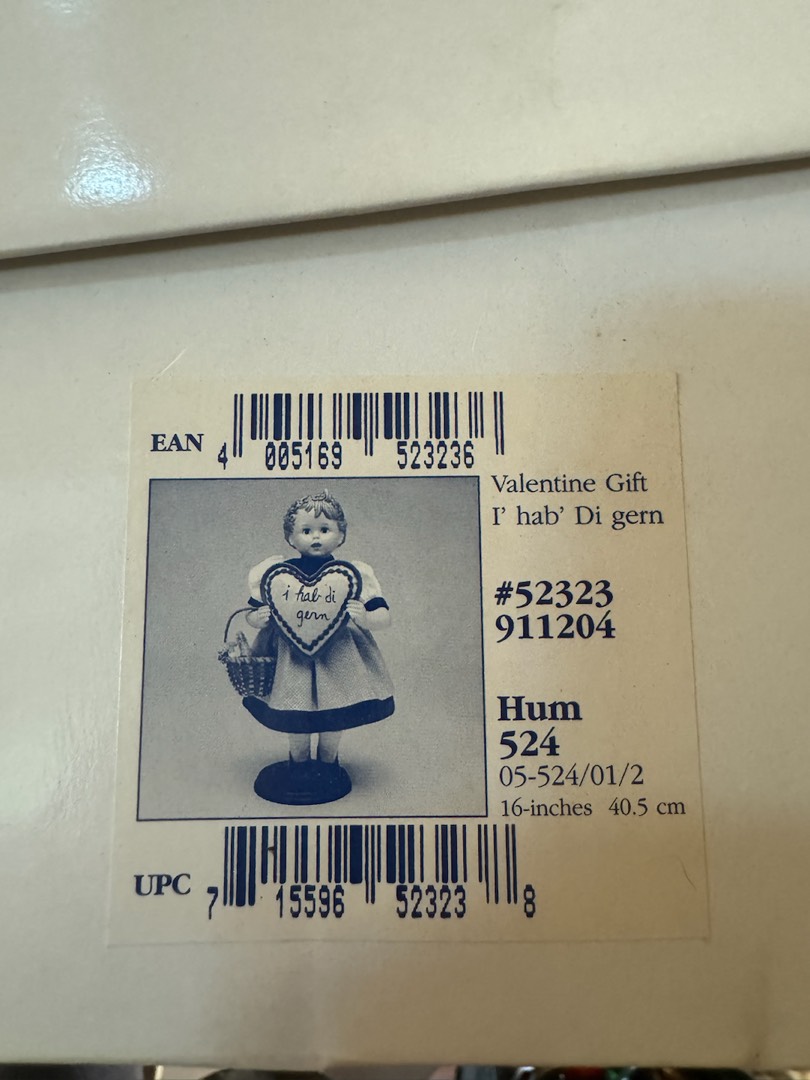 EAN
4 005169 523236
Valentine Gift
I' hab' Di gern
i hab di
gern
#52323
911204
Hum
524
05-524/01/2
16-inches 40.5 cm
UPC
7 15596 52323 8